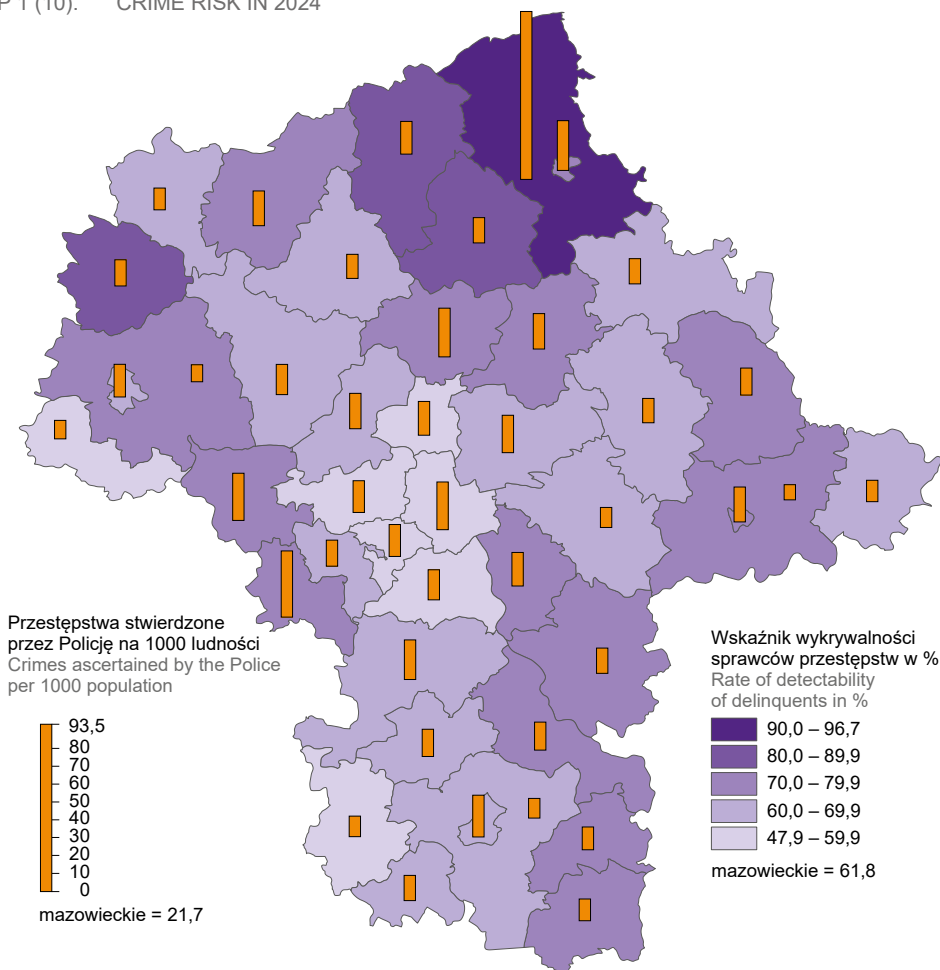 P 1 (10). CRIME RISK IN 2024
Przestępstwa stwierdzone
przez Policję na 1000 ludności
Crimes ascertained by the Police
per 1000 population
93,5
80
70
60
50
40
30
20
10
0
mazowieckie = 21,7
Wskaźnik wykrywalności
sprawców przestępstw w %
Rate of detectability
of delinquents in %
90,0 – 96,7
80,0 – 89,9
70,0 – 79,9
60,0 – 69,9
47,9 – 59,9
mazowieckie = 61,8